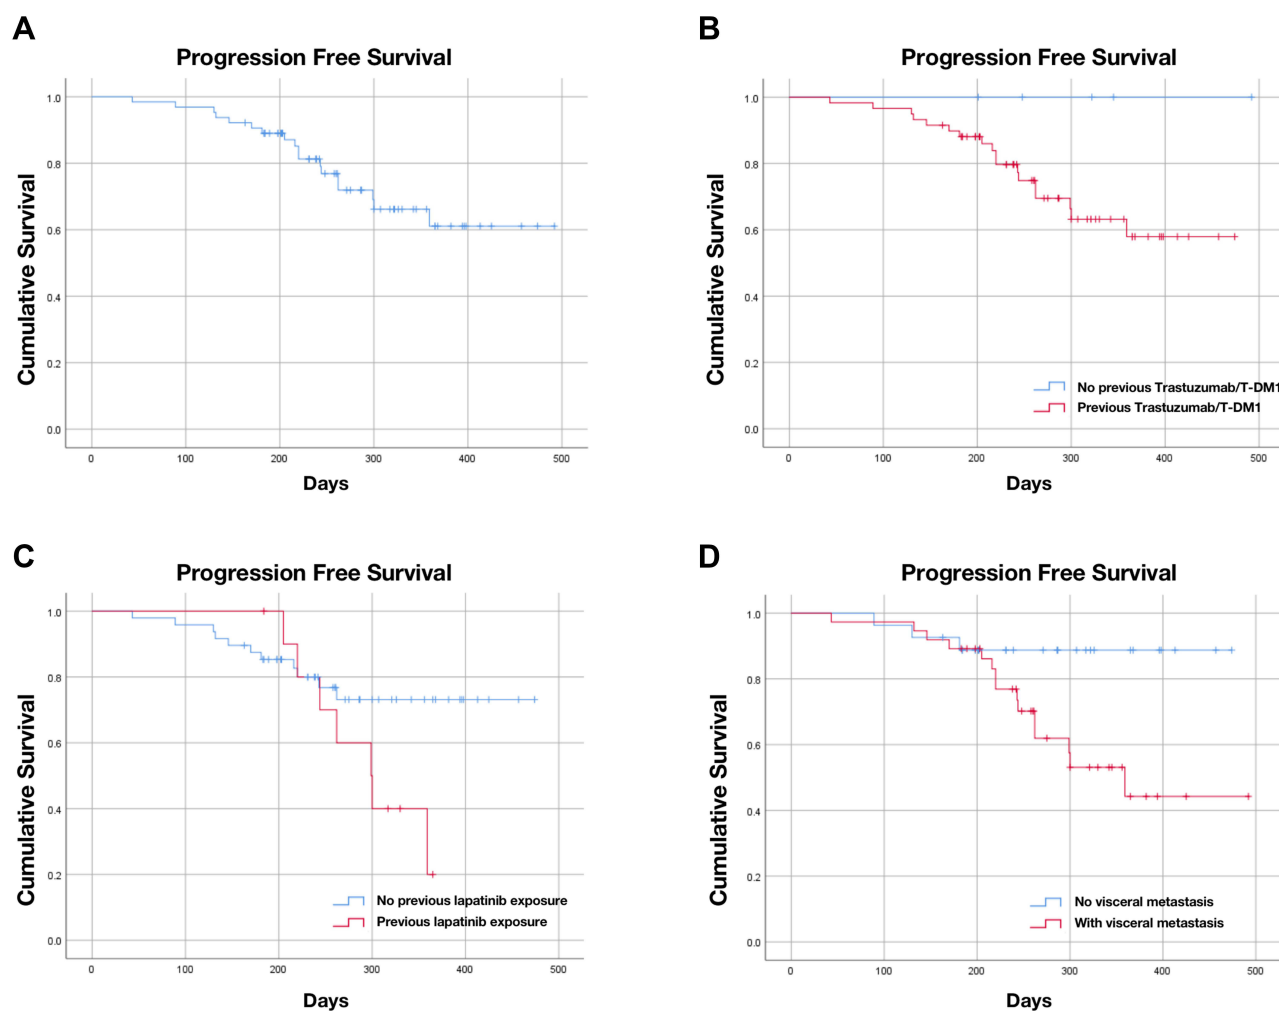 A
Progression Free Survival
Cumulative Survival
1.0
0.8
0.6
0.4
0.2
0.0
0 100 200 300 400 500
Days
B
Progression Free Survival
Cumulative Survival
1.0
0.8
0.6
0.4
0.2
0.0
No previous Trastuzumab/T-DM1
Previous Trastuzumab/T-DM1
0 100 200 300 400 500
Days
C
Progression Free Survival
Cumulative Survival
1.0
0.8
0.6
0.4
0.2
0.0
No previous lapatinib exposure
Previous lapatinib exposure
0 100 200 300 400 500
Days
D
Progression Free Survival
Cumulative Survival
1.0
0.8
0.6
0.4
0.2
0.0
No visceral metastasis
With visceral metastasis
0 100 200 300 400 500
Days